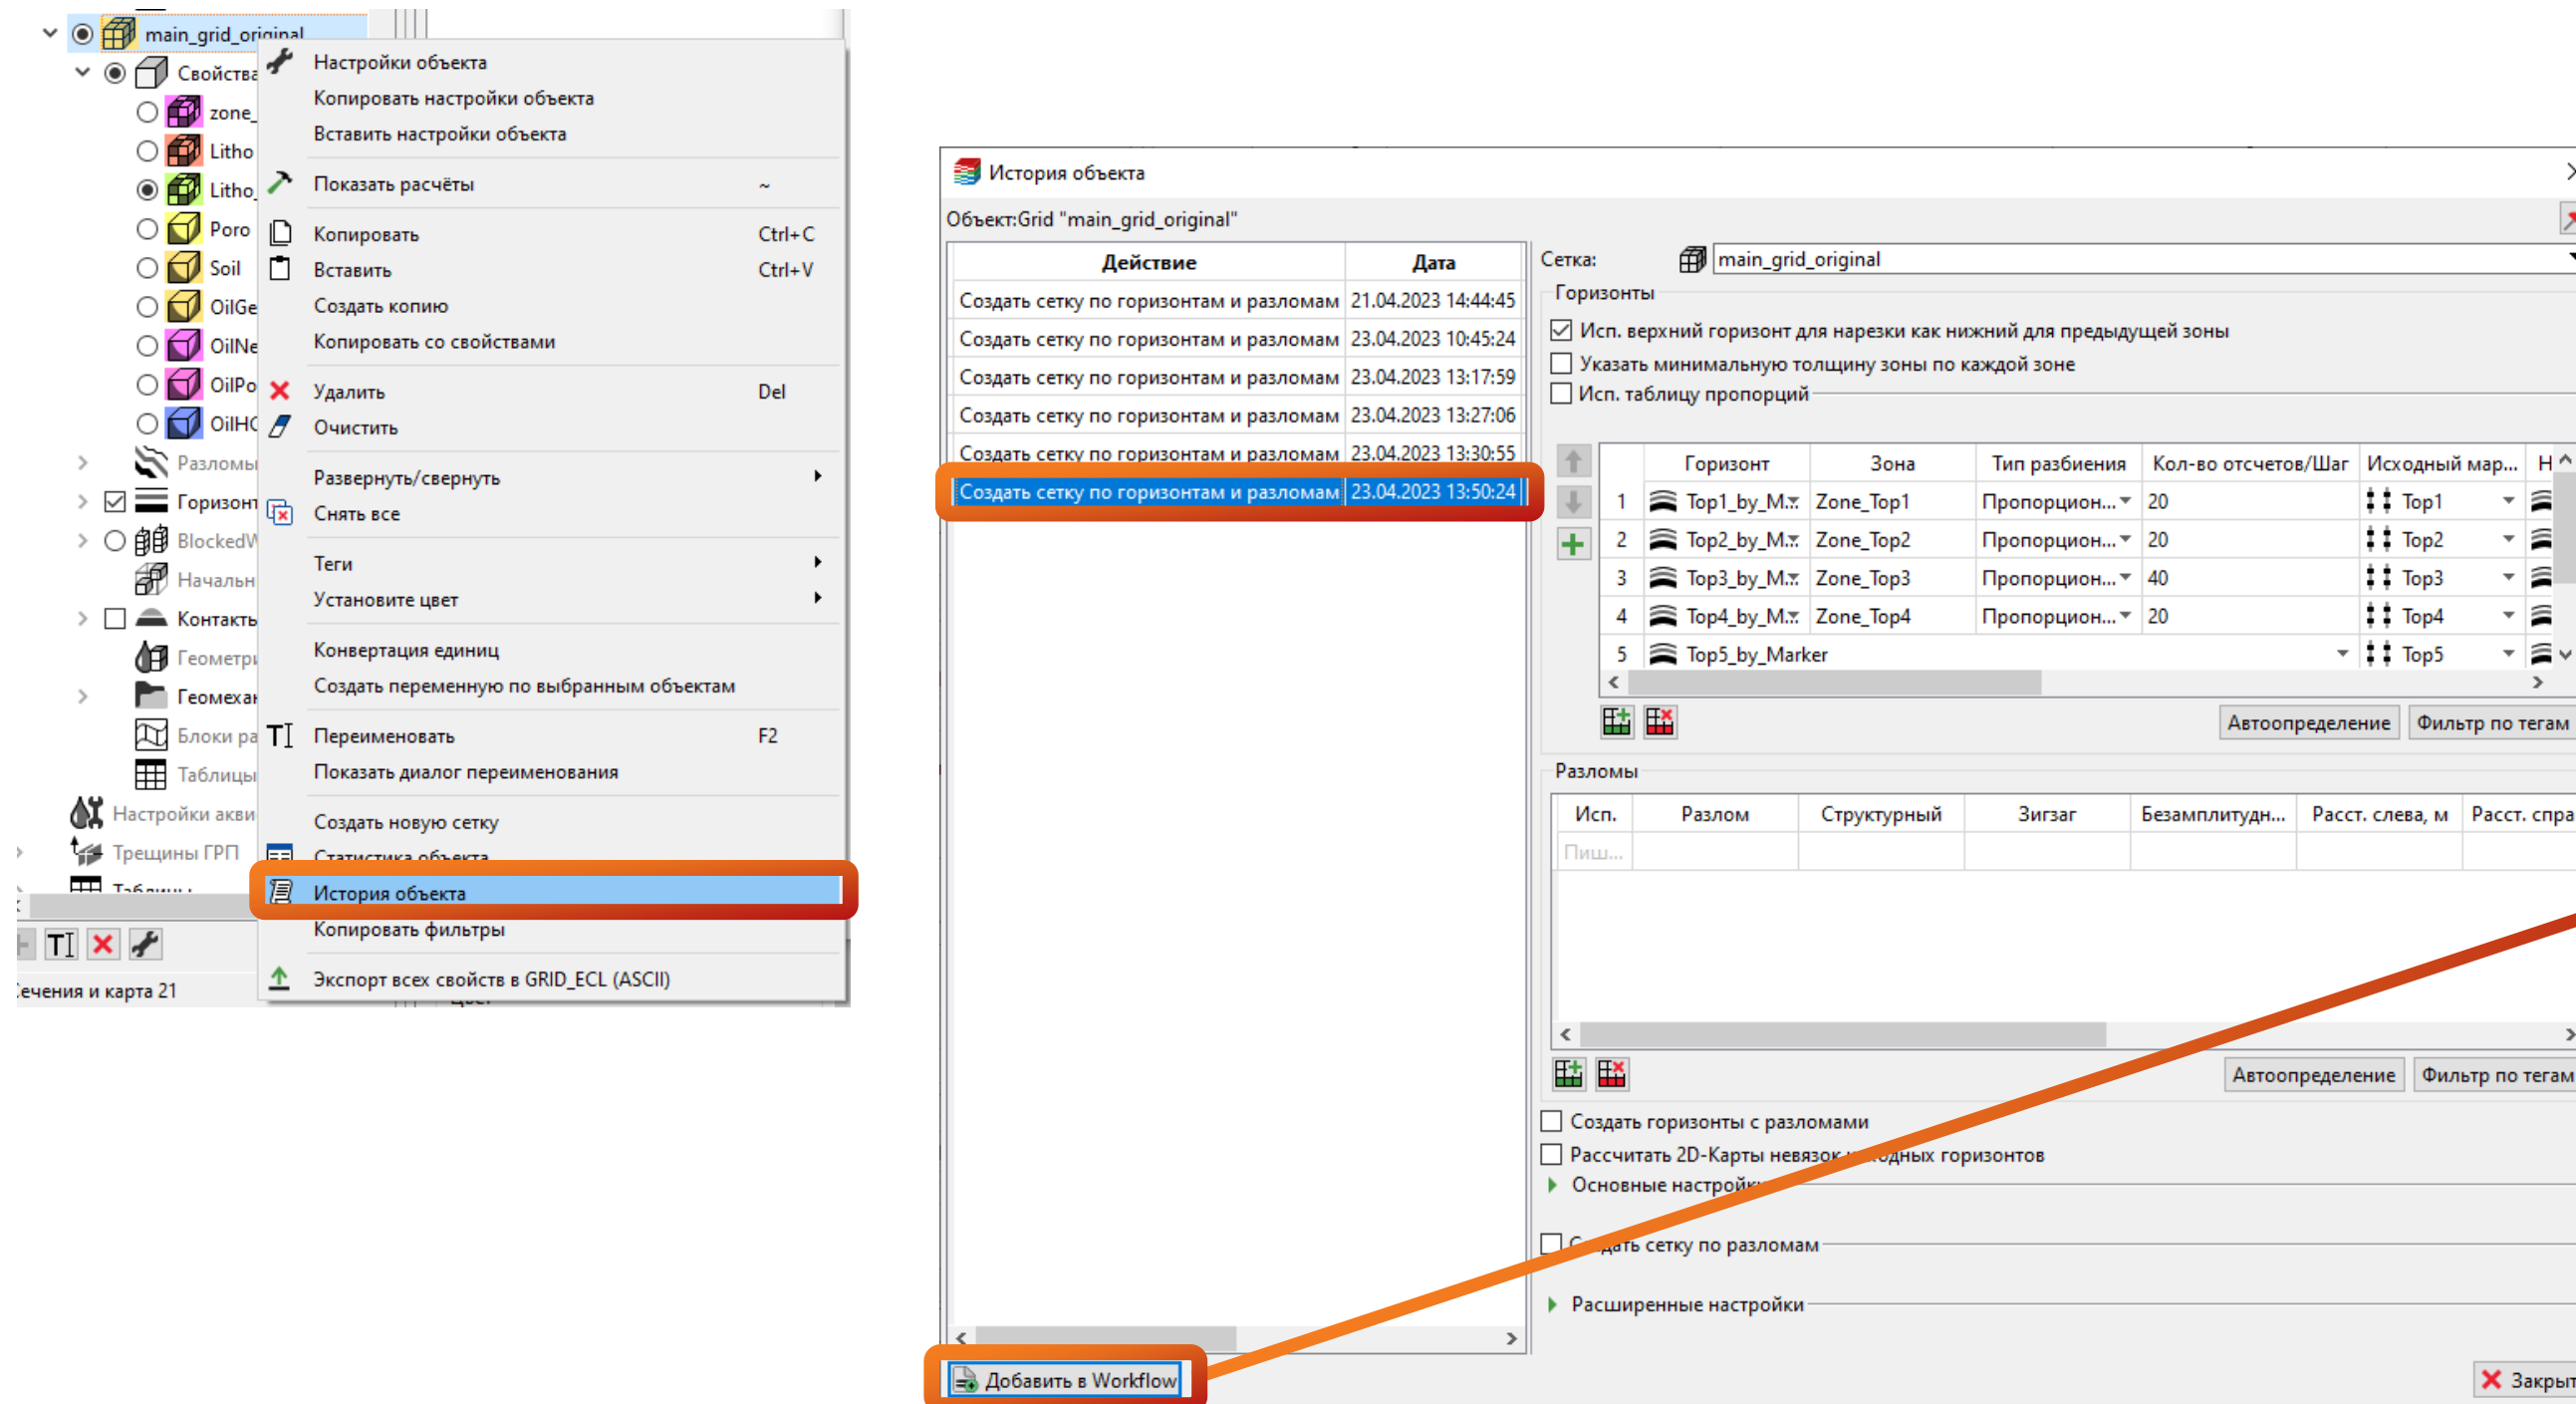 main_grid_original
Свойства
zone_
Litho
Litho_
Poro
Soil
OilGe
OilNe
OilPo
OilHC
Разломы
Горизонт
BlockedW
Начальн
Контакты
Геометри
Геомехан
Блоки ра
Таблицы
Настройки акви
Трещины ГРП
Таблицы
ечения и карта 21
Настройки объекта
Копировать настройки объекта
Вставить настройки объекта
Показать расчёты ~
Копировать Ctrl+C
Вставить Ctrl+V
Создать копию
Копировать со свойствами
Удалить Del
Очистить
Развернуть/свернуть
Снять все
Теги
Установите цвет
Конвертация единиц
Создать переменную по выбранным объектам
Переименовать F2
Показать диалог переименования
Создать новую сетку
Статистика объекта
История объекта
Копировать фильтры
Экспорт всех свойств в GRID_ECL (ASCII)
История объекта
Объект:Grid "main_grid_original"
Действие Дата
Создать сетку по горизонтам и разломам 21.04.2023 14:44:45
Создать сетку по горизонтам и разломам 23.04.2023 10:45:24
Создать сетку по горизонтам и разломам 23.04.2023 13:17:59
Создать сетку по горизонтам и разломам 23.04.2023 13:27:06
Создать сетку по горизонтам и разломам 23.04.2023 13:30:55
Создать сетку по горизонтам и разломам 23.04.2023 13:50:24
Добавить в Workflow
Сетка: main_grid_original
Горизонты
Исп. верхний горизонт для нарезки как нижний для предыдущей зоны
Указать минимальную толщину зоны по каждой зоне
Исп. таблицу пропорций
Горизонт Зона Тип разбиения Кол-во отсчетов/Шаг Исходный мар... Н
1 Top1_by_M... Zone_Top1 Пропорцион... 20 Top1
2 Top2_by_M... Zone_Top2 Пропорцион... 20 Top2
3 Top3_by_M... Zone_Top3 Пропорцион... 40 Top3
4 Top4_by_M... Zone_Top4 Пропорцион... 20 Top4
5 Top5_by_Marker Top5
Автоопределение Фильтр по тегам
Разломы
Исп. Разлом Структурный Зигзаг Безамплитудн... Расст. слева, м Расст. спра
Пиш...
Автоопределение Фильтр по тегам
Создать горизонты с разломами
Рассчитать 2D-Карты невязок исходных горизонтов
Основные настройки
Создать сетку по разломам
Расширенные настройки
Закрыт